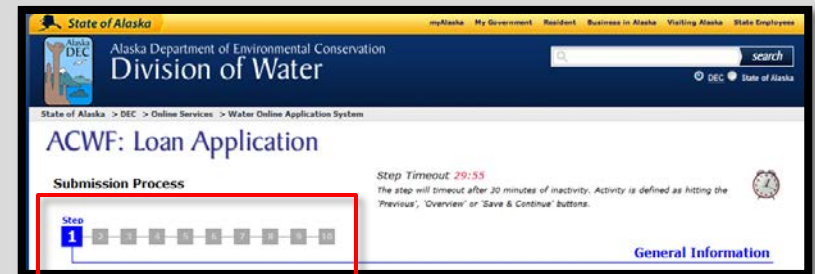 State of Alaska
myAlaska My Government Resident Business in Alaska Visiting Alaska State Employees
Alaska DEC
Alaska Department of Environmental Conservation
Division of Water
search
DEC State of Alaska
State of Alaska > DEC > Online Services > Water Online Application System
ACWF: Loan Application
Submission Process
Step Timeout 29:55
The step will timeout after 30 minutes of inactivity. Activity is defined as hitting the
'Previous', 'Overview' or 'Save & Continue' buttons.
Step
1 2 3 4 5 6 7 8 9 10
General Information